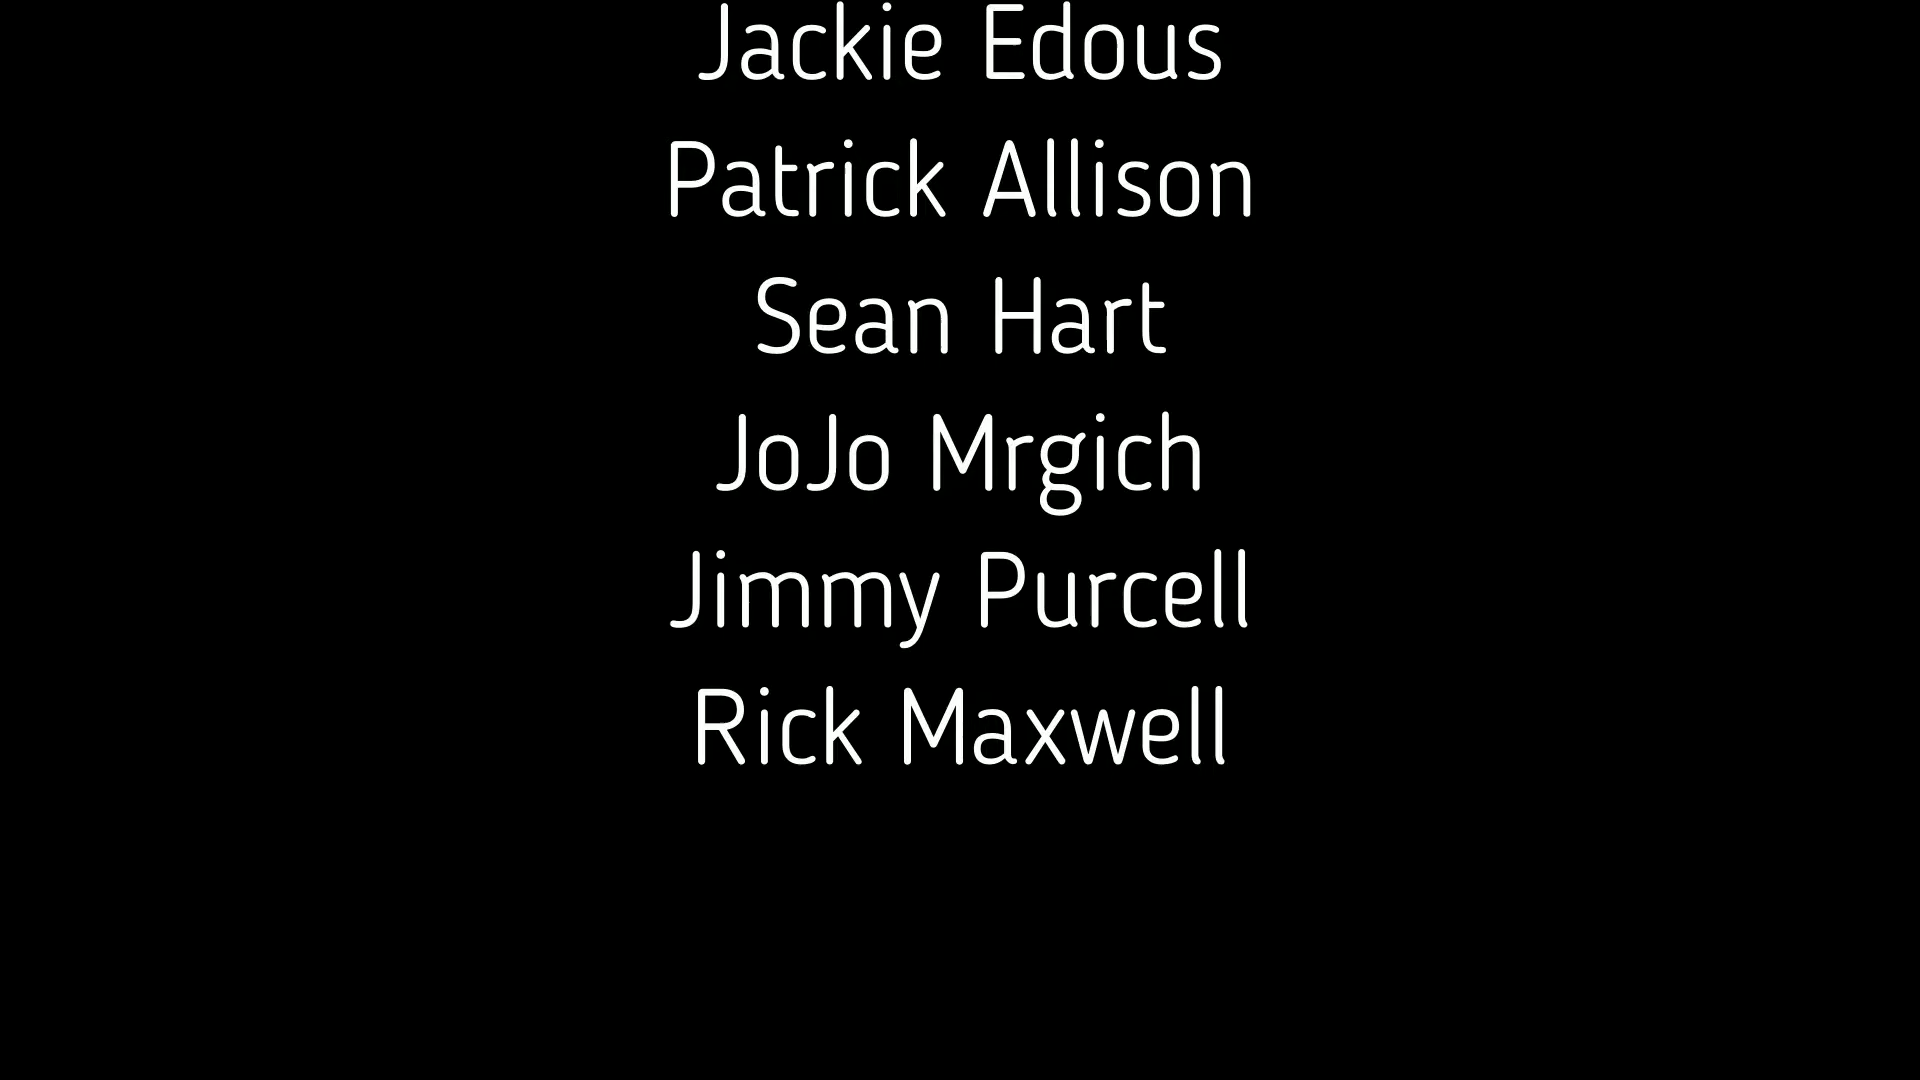 Jackie Edous
Patrick Allison
Sean Hart
JoJo Mrgich
Jimmy Purcell
Rick Maxwell